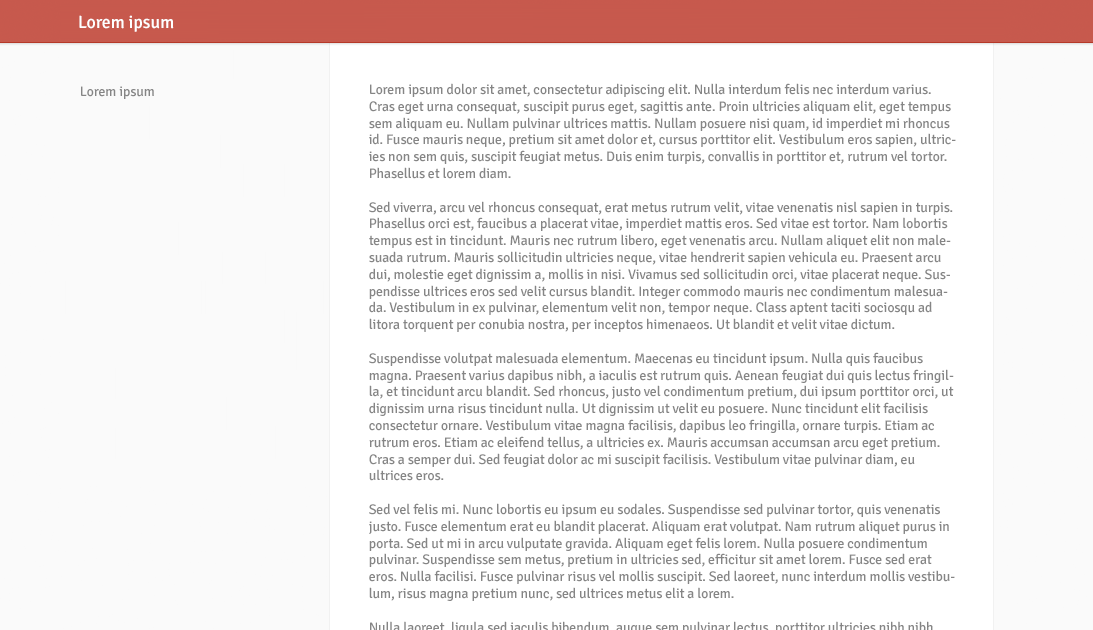 Lorem ipsum
Lorem ipsum
Lorem ipsum dolor sit amet, consectetur adipiscing elit. Nulla interdum felis nec interdum varius.
Cras eget urna consequat, suscipit purus eget, sagittis ante. Proin ultricies aliquam elit, eget tempus
sem aliquam eu. Nullam pulvinar ultrices mattis. Nullam posuere nisi quam, id imperdiet mi rhoncus
id. Fusce mauris neque, pretium sit amet dolor et, cursus porttitor elit. Vestibulum eros sapien, ultric-
ies non sem quis, suscipit feugiat metus. Duis enim turpis, convallis in porttitor et, rutrum vel tortor.
Phasellus et lorem diam.
Sed viverra, arcu vel rhoncus consequat, erat metus rutrum velit, vitae venenatis nisl sapien in turpis.
Phasellus orci est, faucibus a placerat vitae, imperdiet mattis eros. Sed vitae est tortor. Nam lobortis
tempus est in tincidunt. Mauris nec rutrum libero, eget venenatis arcu. Nullam aliquet elit non male-
suada rutrum. Mauris sollicitudin ultricies neque, vitae hendrerit sapien vehicula eu. Praesent arcu
dui, molestie eget dignissim a, mollis in nisi. Vivamus sed sollicitudin orci, vitae placerat neque. Sus-
pendisse ultrices eros sed velit cursus blandit. Integer commodo mauris nec condimentum malesua-
da. Vestibulum in ex pulvinar, elementum velit non, tempor neque. Class aptent taciti sociosqu ad
litora torquent per conubia nostra, per inceptos himenaeos. Ut blandit et velit vitae dictum.
Suspendisse volutpat malesuada elementum. Maecenas eu tincidunt ipsum. Nulla quis faucibus
magna. Praesent varius dapibus nibh, a iaculis est rutrum quis. Aenean feugiat dui quis lectus fringil-
la, et tincidunt arcu blandit. Sed rhoncus, justo vel condimentum pretium, dui ipsum porttitor orci, ut
dignissim urna risus tincidunt nulla. Ut dignissim ut velit eu posuere. Nunc tincidunt elit facilisis
consectetur ornare. Vestibulum vitae magna facilisis, dapibus leo fringilla, ornare turpis. Etiam ac
rutrum eros. Etiam ac eleifend tellus, a ultricies ex. Mauris accumsan accumsan arcu eget pretium.
Cras a semper dui. Sed feugiat dolor ac mi suscipit facilisis. Vestibulum vitae pulvinar diam, eu
ultrices eros.
Sed vel felis mi. Nunc lobortis eu ipsum eu sodales. Suspendisse sed pulvinar tortor, quis venenatis
justo. Fusce elementum erat eu blandit placerat. Aliquam erat volutpat. Nam rutrum aliquet purus in
porta. Sed ut mi in arcu vulputate gravida. Aliquam eget felis lorem. Nulla posuere condimentum
pulvinar. Suspendisse sem metus, pretium in ultricies sed, efficitur sit amet lorem. Fusce sed erat
eros. Nulla facilisi. Fusce pulvinar risus vel mollis suscipit. Sed laoreet, nunc interdum mollis vestibu-
lum, risus magna pretium nunc, sed ultrices metus elit a lorem.
Nulla laoreet, ligula sed iaculis bibendum, augue sem pulvinar lectus, porttitor ultricies nibh nibh